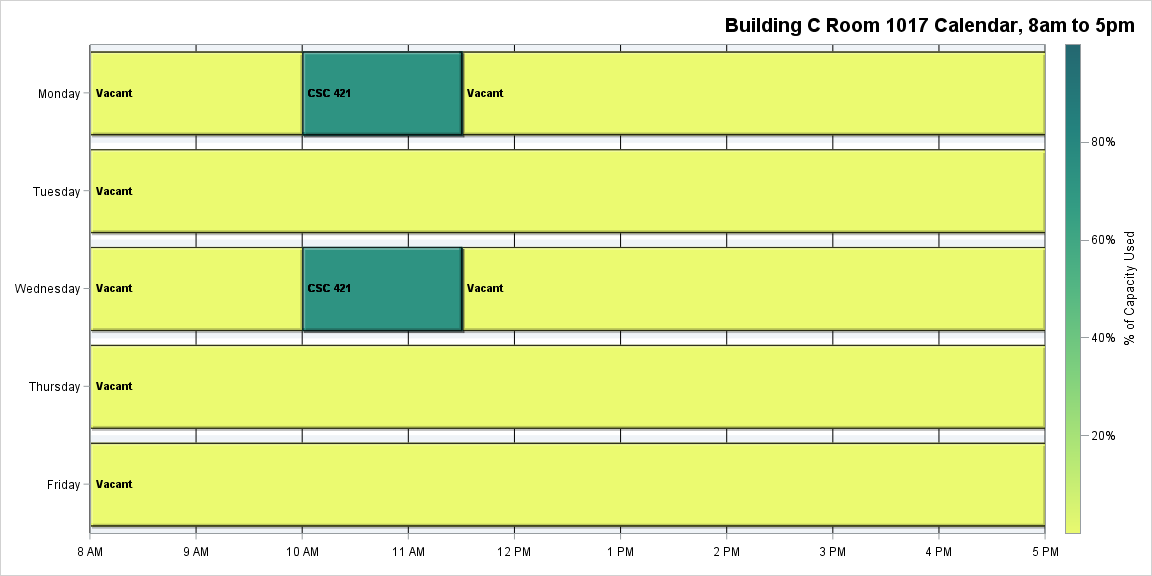 Building C Room 1017 Calendar, 8am to 5pm
Monday
Vacant
CSC 421
Vacant
Tuesday
Vacant
Wednesday
Vacant
CSC 421
Vacant
Thursday
Vacant
Friday
Vacant
8 AM
9 AM
10 AM
11 AM
12 PM
1 PM
2 PM
3 PM
4 PM
5 PM
80%
60%
40%
20%
% of Capacity Used